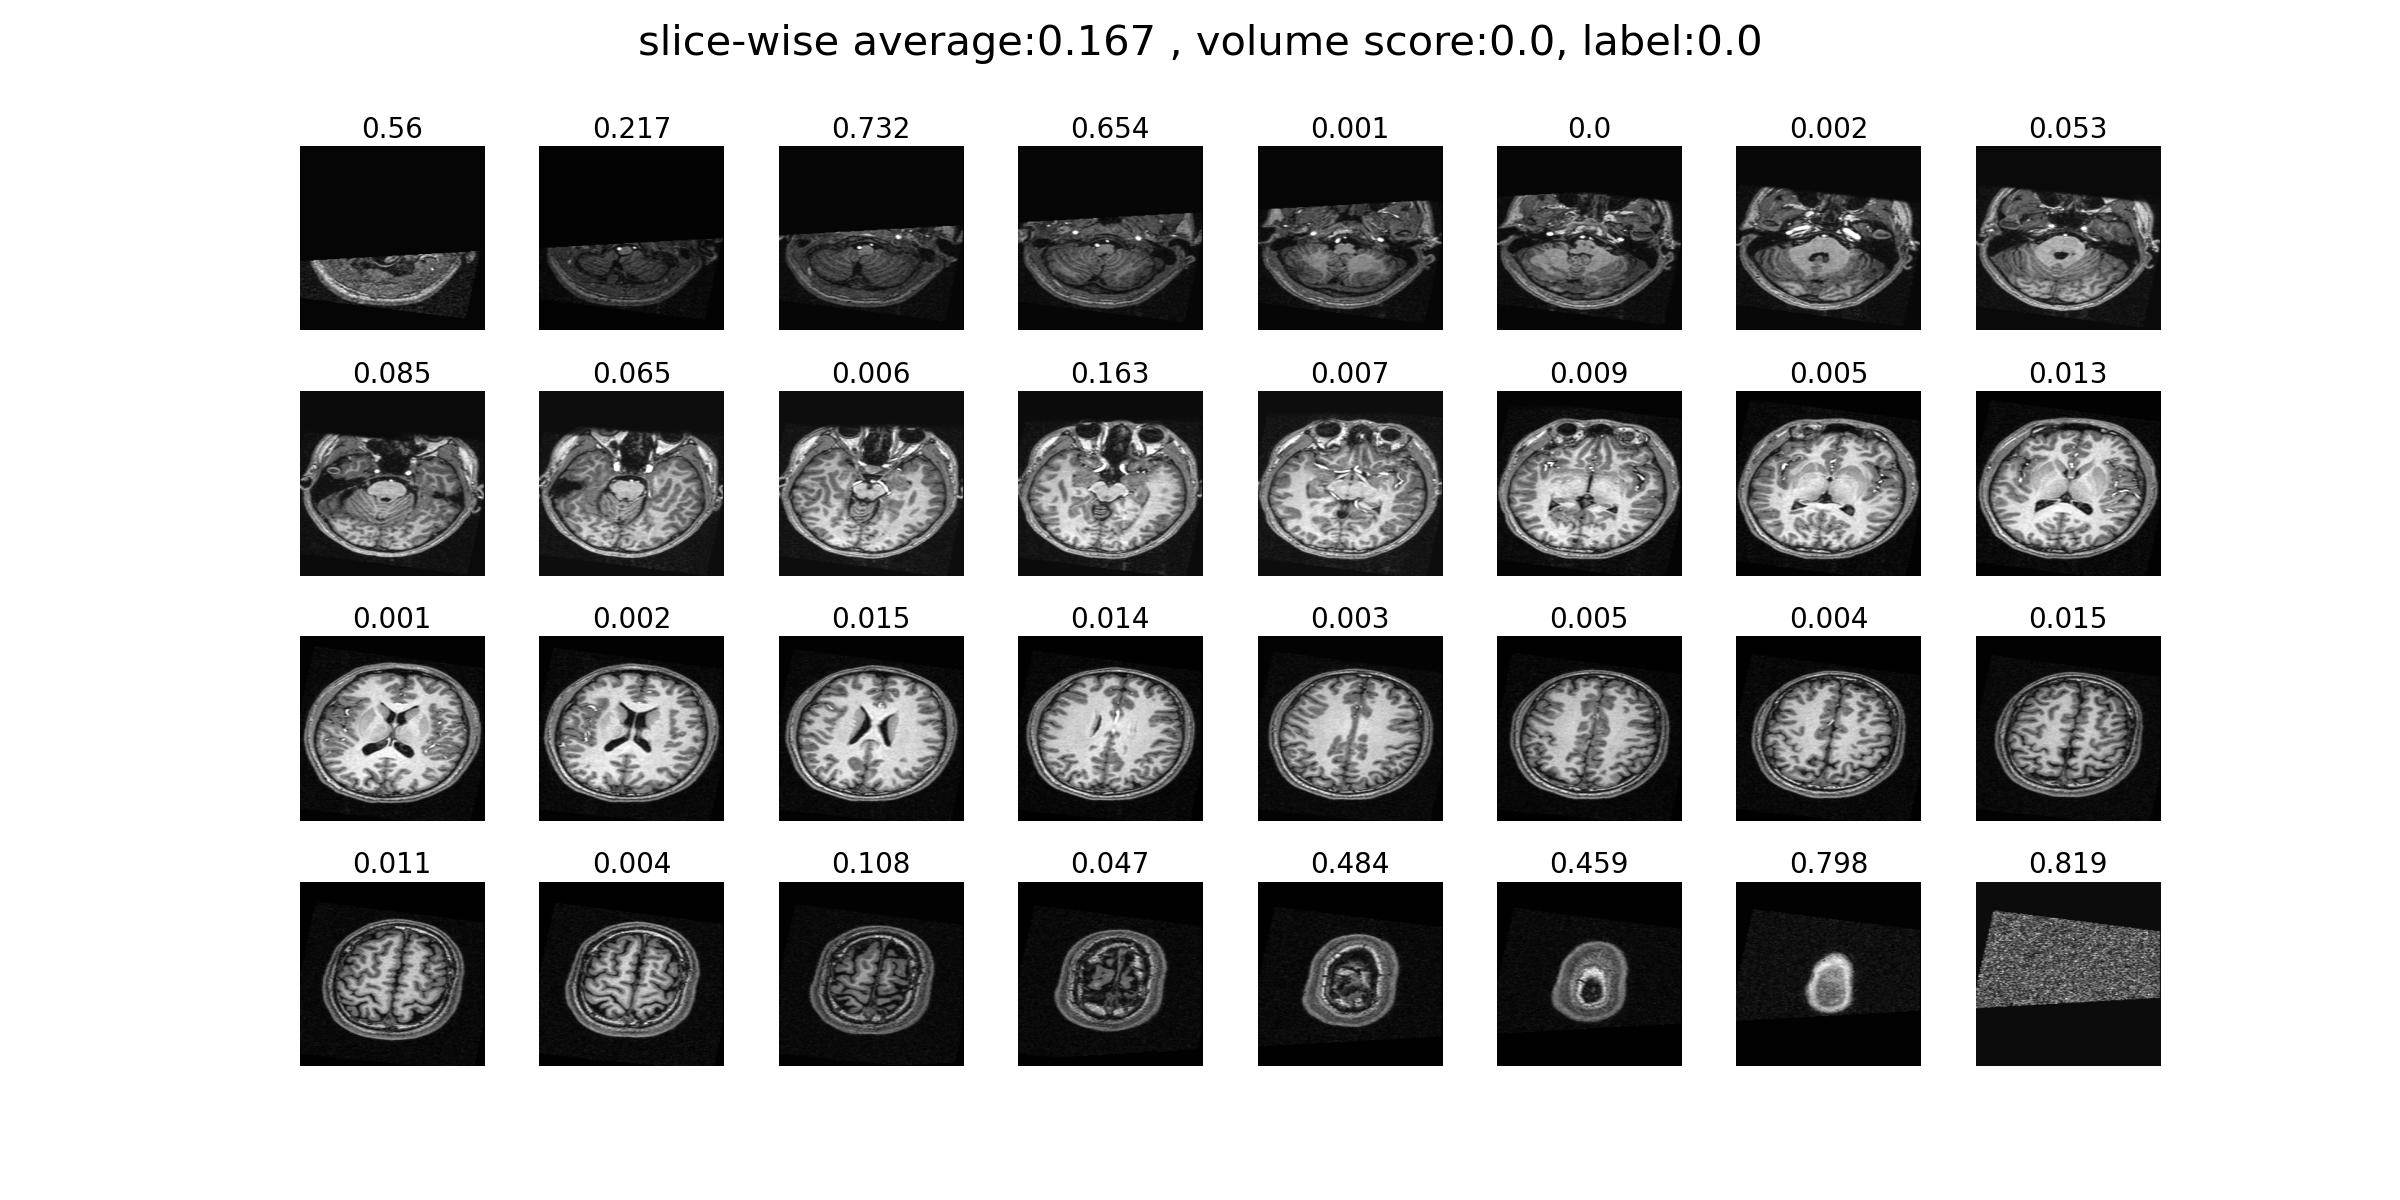 slice-wise average:0.167 , volume score:0.0, label:0.0
0.56 0.217 0.732 0.654 0.001 0.0 0.002 0.053
0.085 0.065 0.006 0.163 0.007 0.009 0.005 0.013
0.001 0.002 0.015 0.014 0.003 0.005 0.004 0.015
0.011 0.004 0.108 0.047 0.484 0.459 0.798 0.819